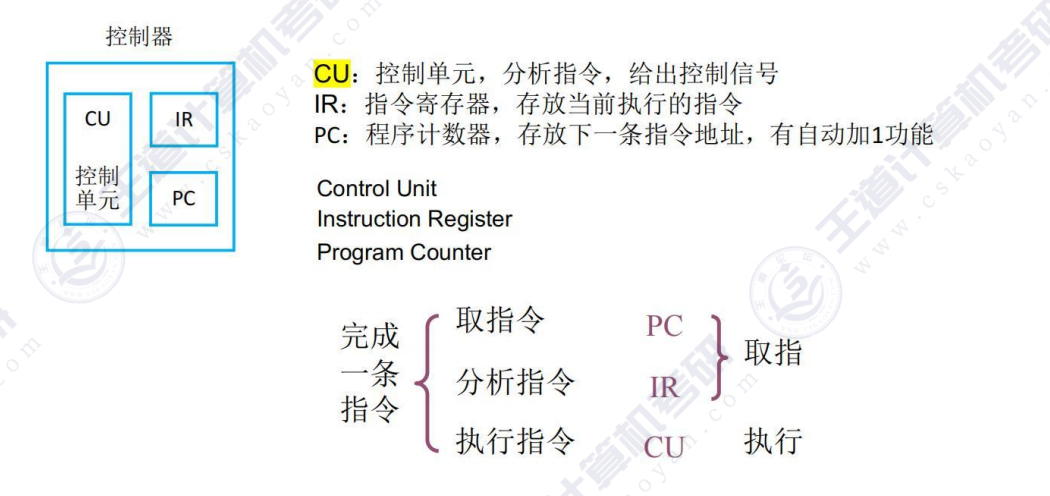 控制器
CU
控制
单元
IR
PC
CU：控制单元，分析指令，给出控制信号
IR：指令寄存器，存放当前执行的指令
PC：程序计数器，存放下一条指令地址，有自动加1功能
Control Unit
Instruction Register
Program Counter
完成
一条
指令
取指令 PC
分析指令 IR
取指
执行指令 CU 执行
王道计算机考研
www.cskaoyan.com